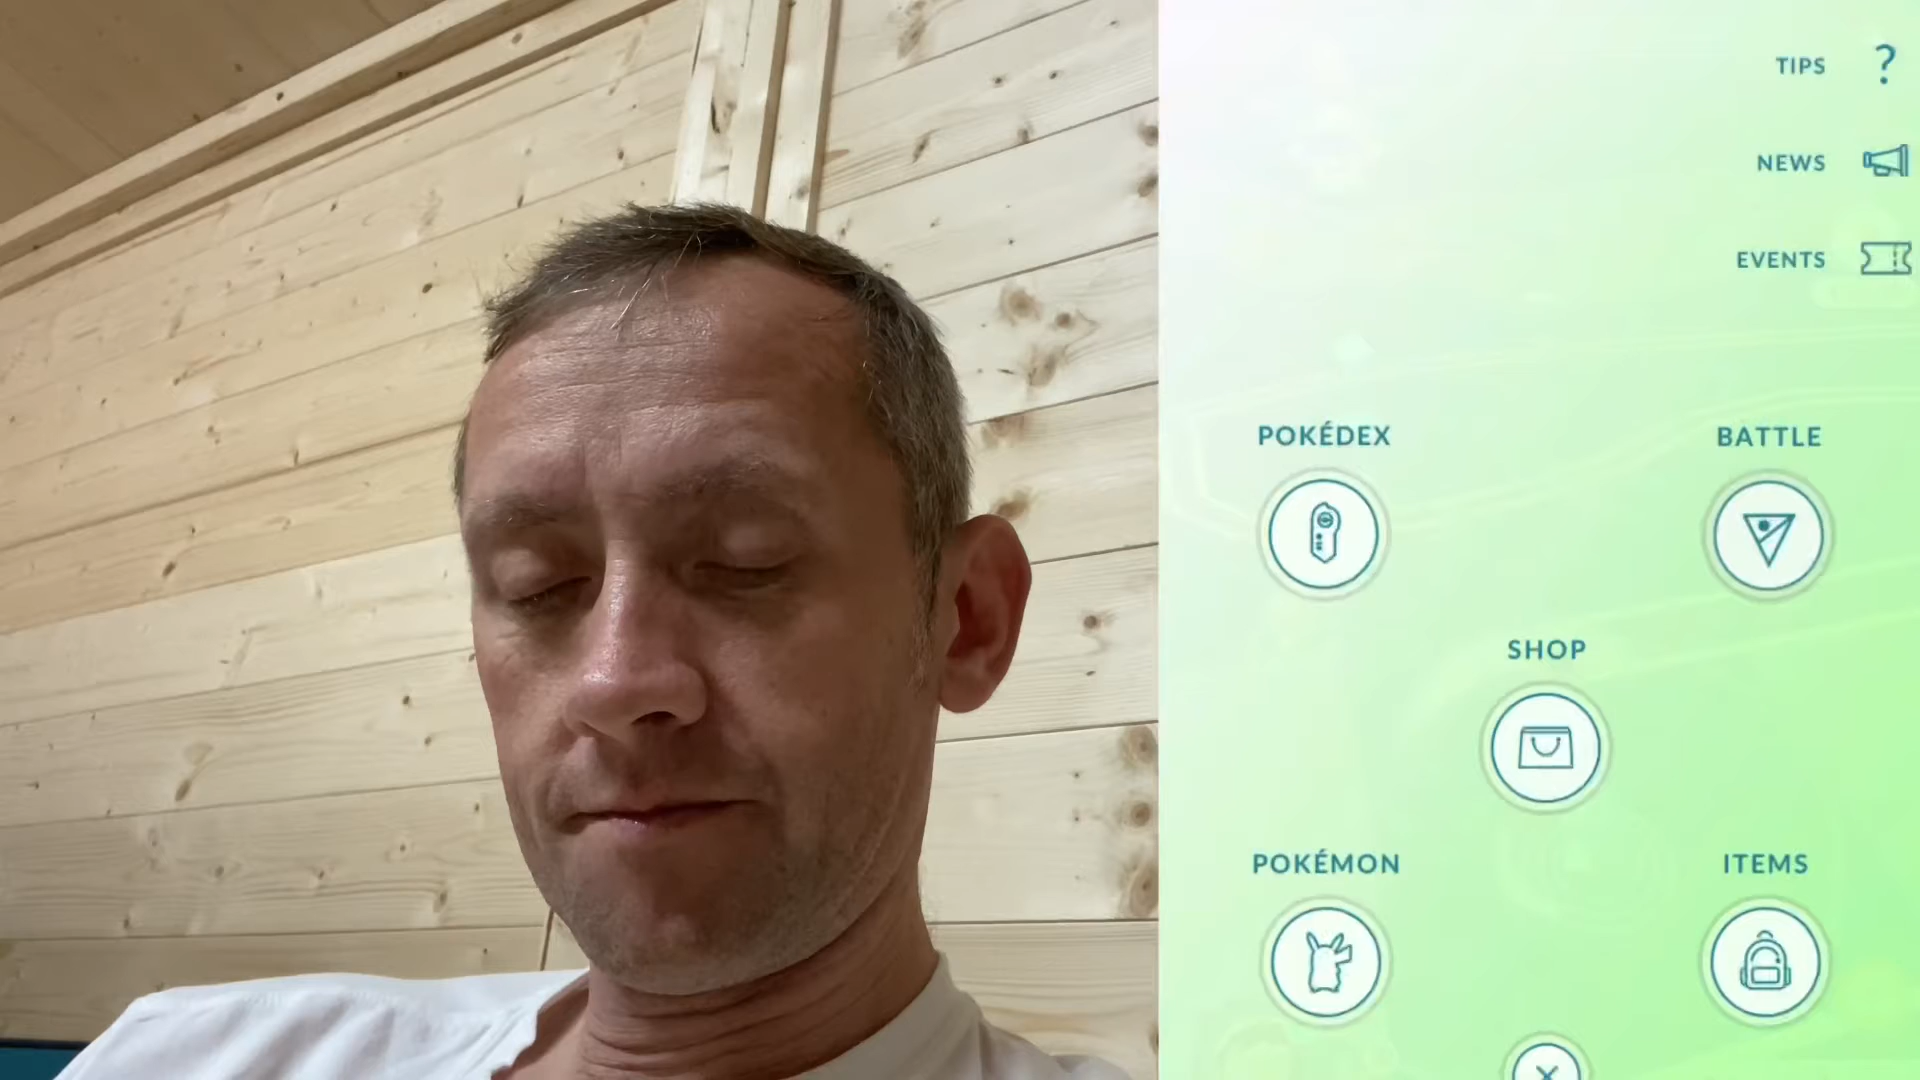 TIPS
NEWS
EVENTS
POKÉDEX
BATTLE
SHOP
POKÉMON
ITEMS